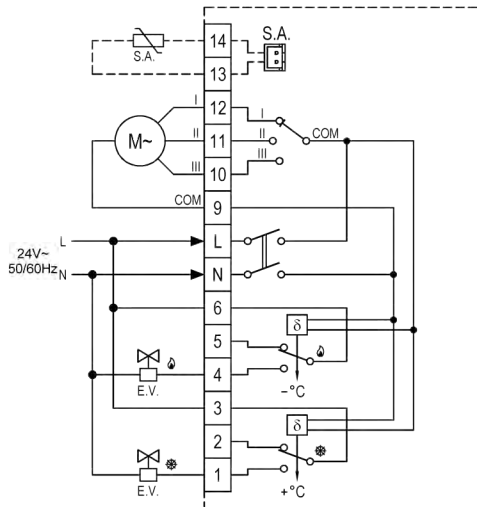 S.A.
14
S.A.
13
I
12
I
M~
II
11
II
COM
III
10
III
COM
9
L
L
24V~
50/60Hz
N
N
6
δ
5
4
E.V.
−°C
3
δ
2
1
E.V.
+°C